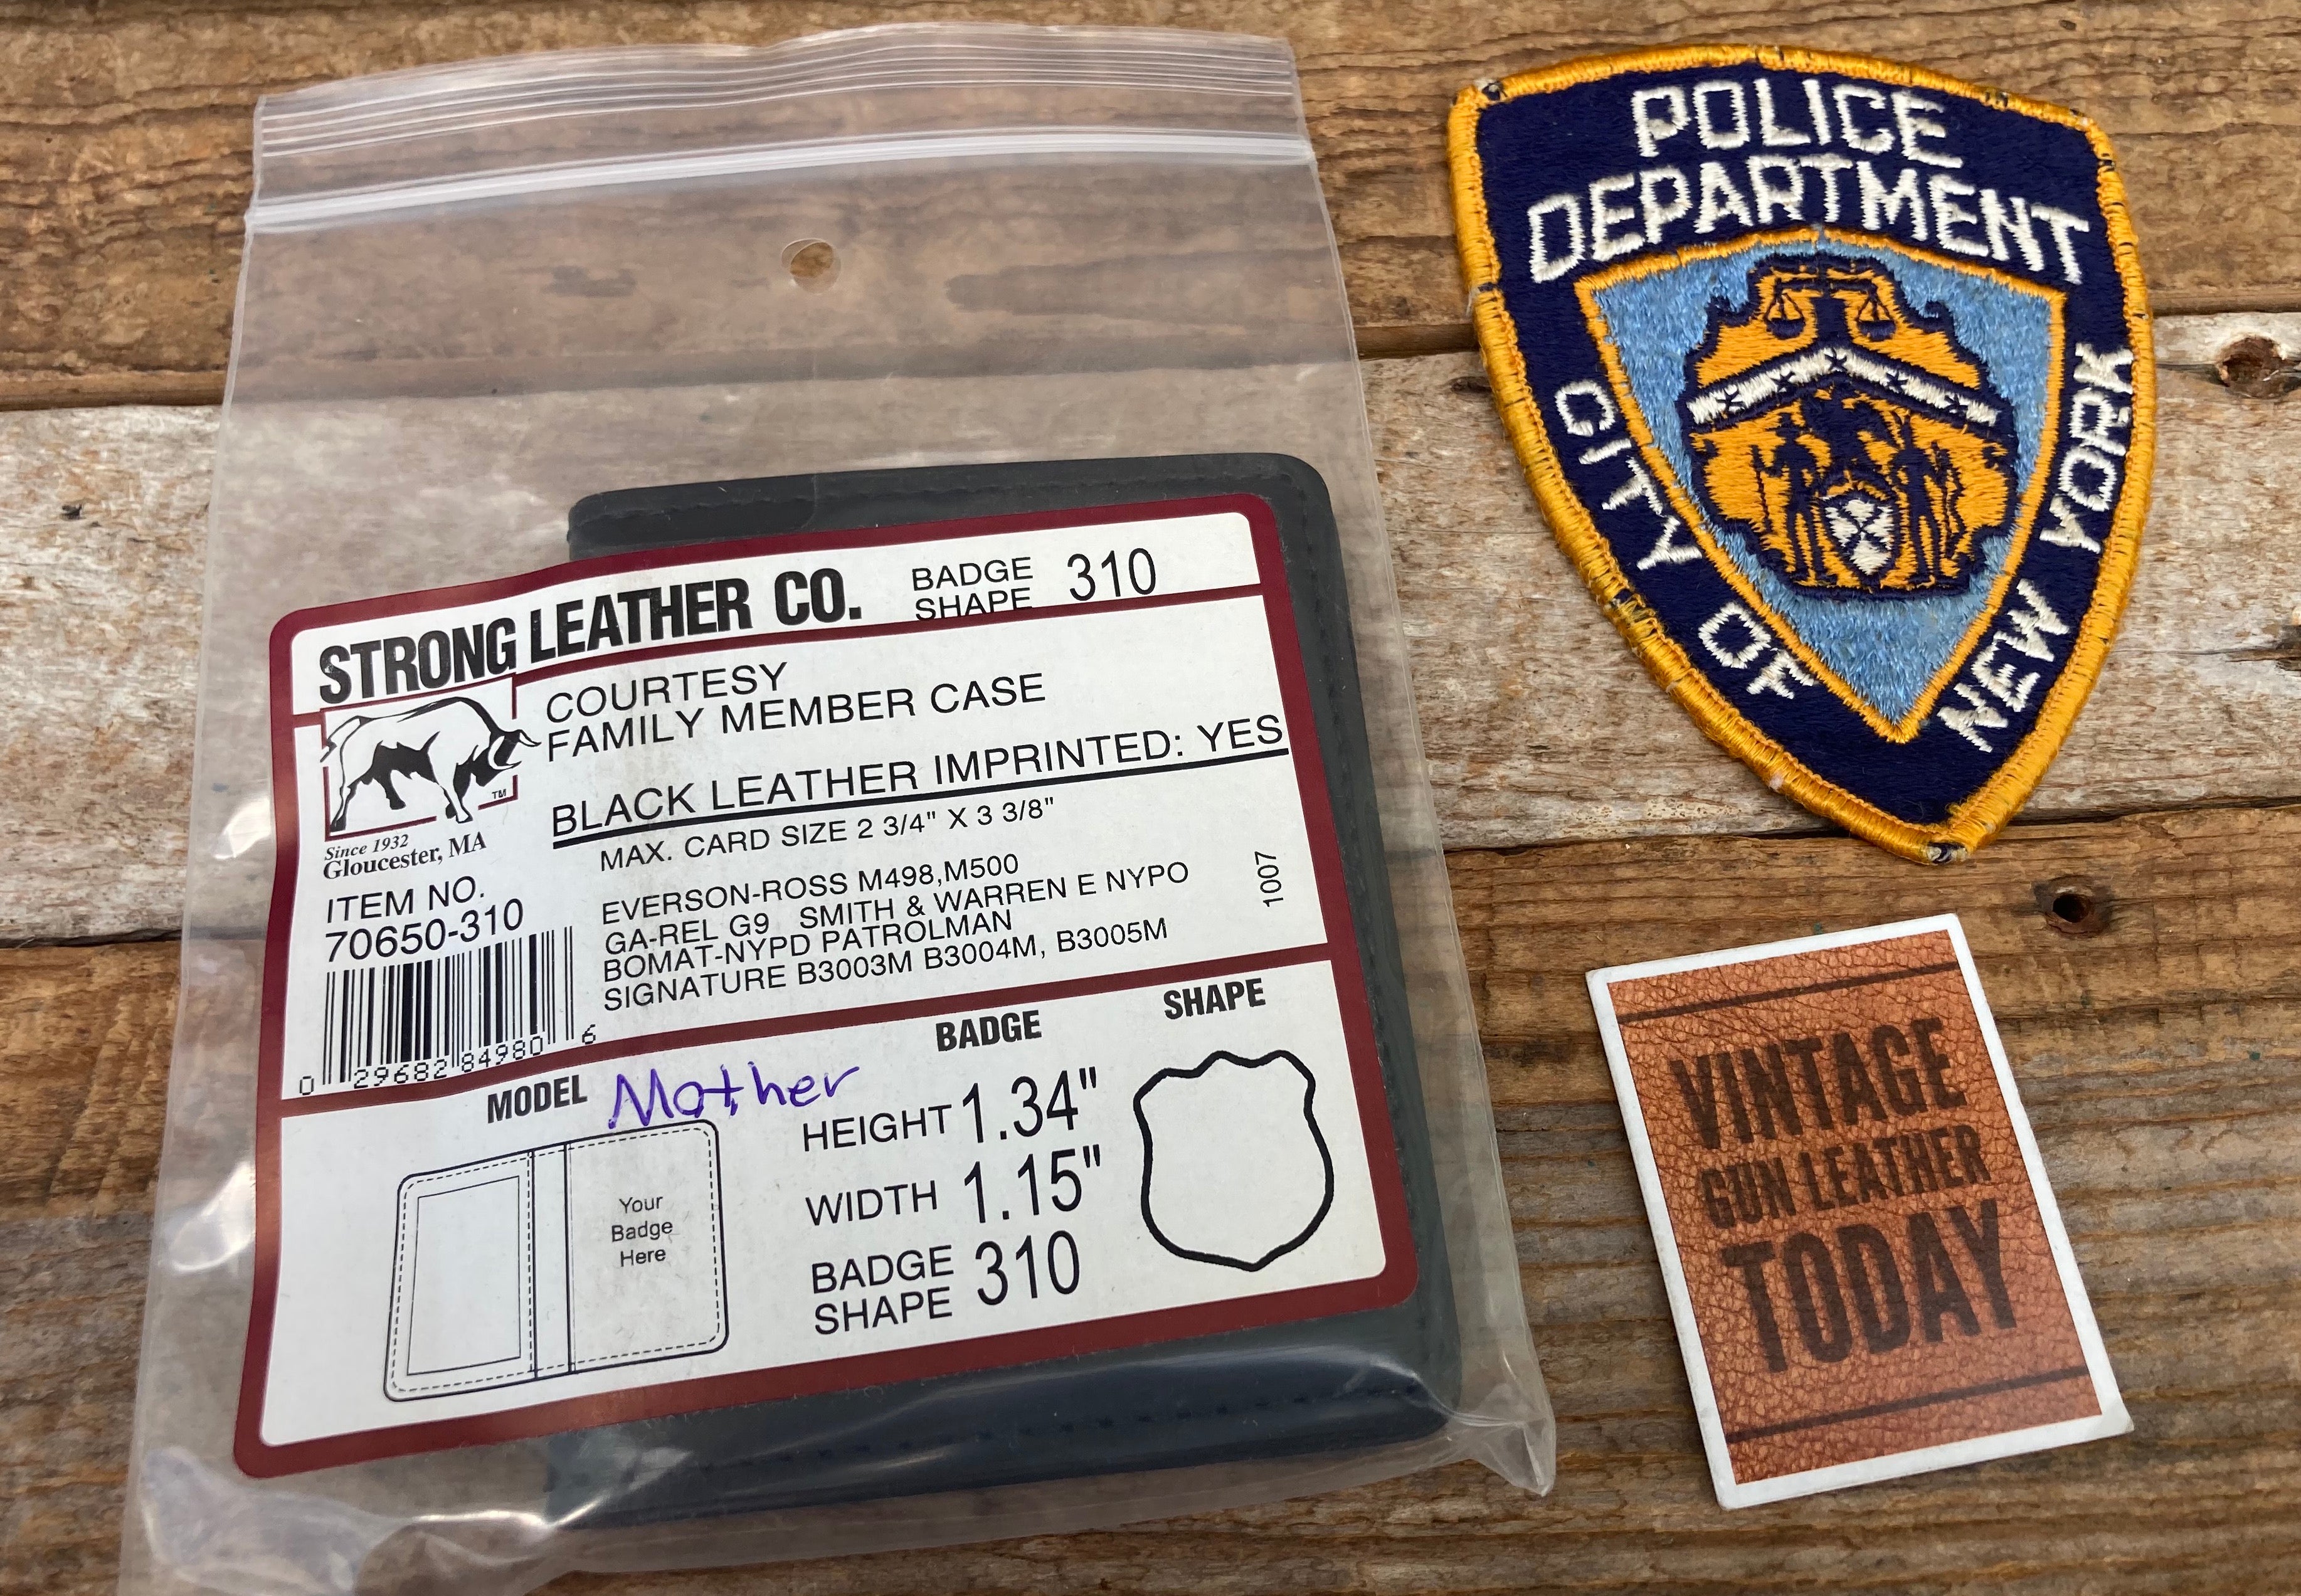 STRONG LEATHER CO.
BADGE
SHAPE 310
COURTESY
FAMILY MEMBER CASE
BLACK LEATHER IMPRINTED: YES
MAX. CARD SIZE 2 3/4" X 3 3/8"
TM
Since 1932
Gloucester, MA
ITEM NO.
70650-310
EVERSON-ROSS M498,M500
GA-REL G9 SMITH & WARREN E NYPO
BOMAT-NYPD PATROLMAN
SIGNATURE B3003M B3004M, B3005M
1007
0 29682 84980 6
MODEL Mother
Your
Badge
Here
BADGE
HEIGHT 1.34"
WIDTH 1.15"
BADGE
SHAPE 310
SHAPE
POLICE
DEPARTMENT
CITY OF
NEW YORK
VINTAGE
GUN LEATHER
TODAY